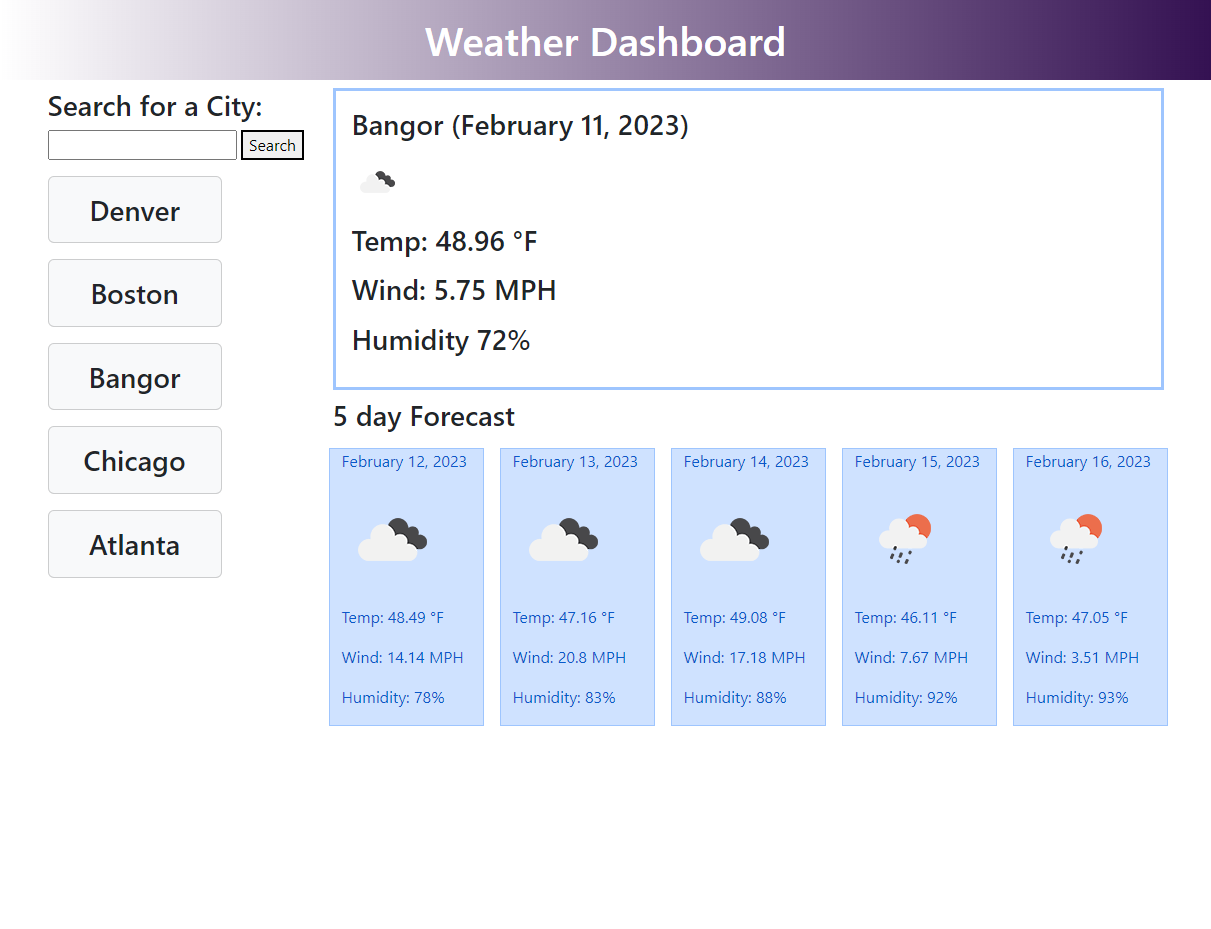 Weather Dashboard
Search for a City:
Search
Denver
Boston
Bangor
Chicago
Atlanta
Bangor (February 11, 2023)
Temp: 48.96 °F
Wind: 5.75 MPH
Humidity 72%
5 day Forecast
February 12, 2023
Temp: 48.49 °F
Wind: 14.14 MPH
Humidity: 78%
February 13, 2023
Temp: 47.16 °F
Wind: 20.8 MPH
Humidity: 83%
February 14, 2023
Temp: 49.08 °F
Wind: 17.18 MPH
Humidity: 88%
February 15, 2023
Temp: 46.11 °F
Wind: 7.67 MPH
Humidity: 92%
February 16, 2023
Temp: 47.05 °F
Wind: 3.51 MPH
Humidity: 93%